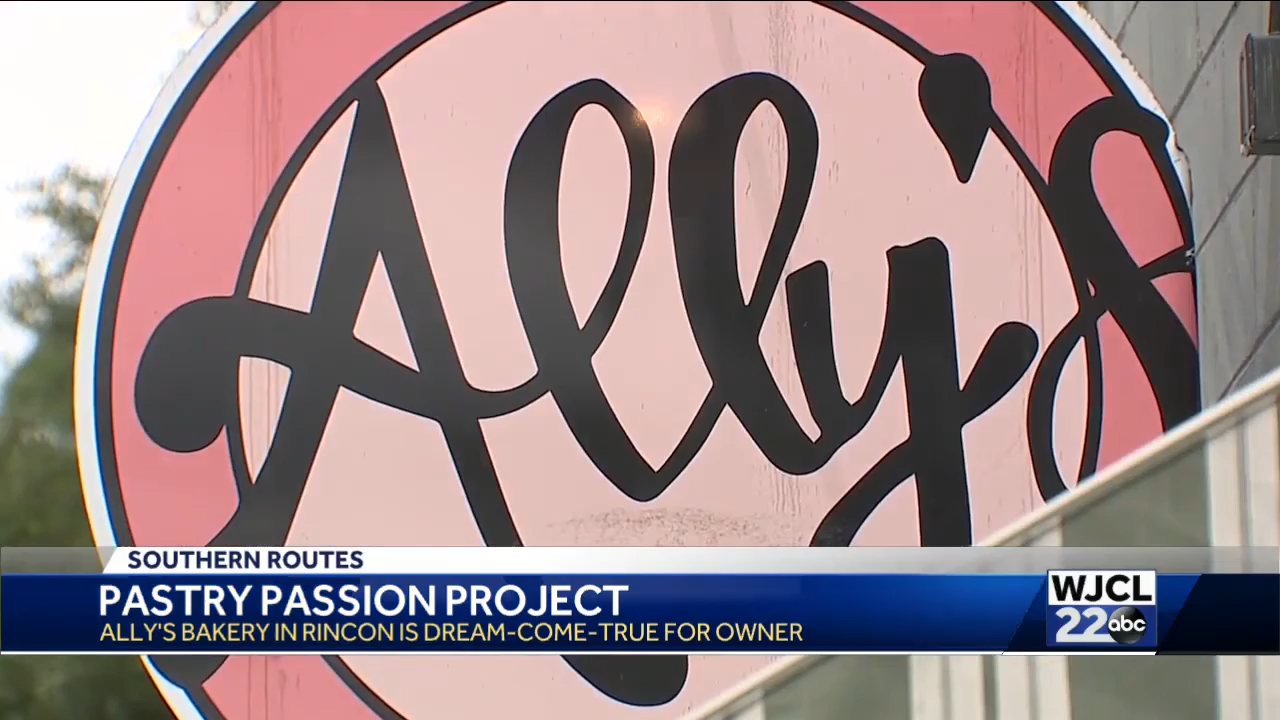 Ally's
SOUTHERN ROUTES
PASTRY PASSION PROJECT
ALLY'S BAKERY IN RINCON IS DREAM-COME-TRUE FOR OWNER
WJCL
22 abc